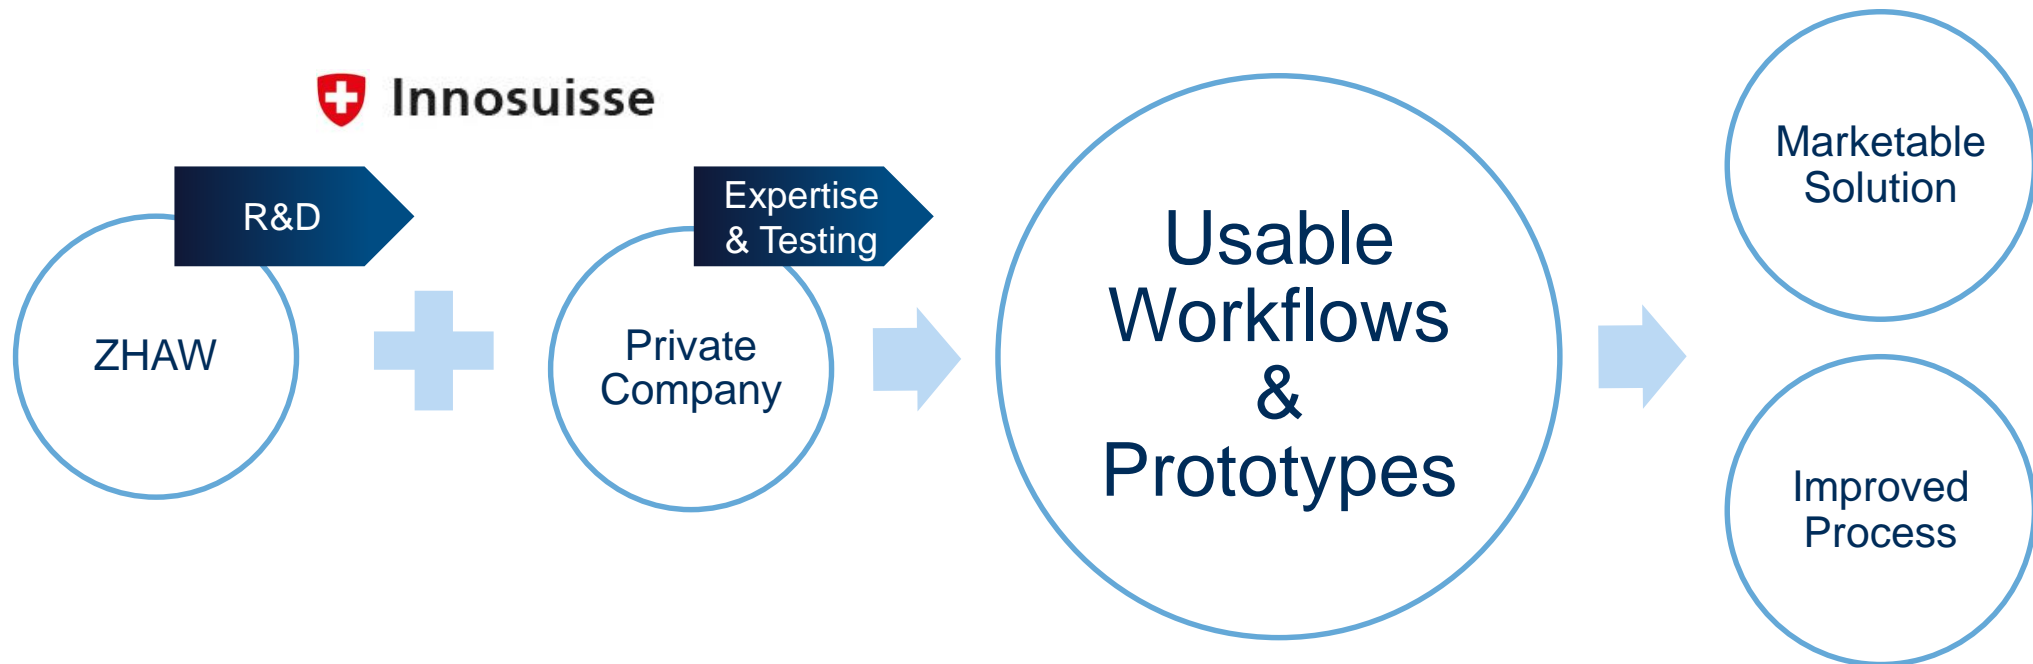 Innosuisse
R&D
ZHAW
Expertise
& Testing
Private
Company
Usable
Workflows
&
Prototypes
Marketable
Solution
Improved
Process